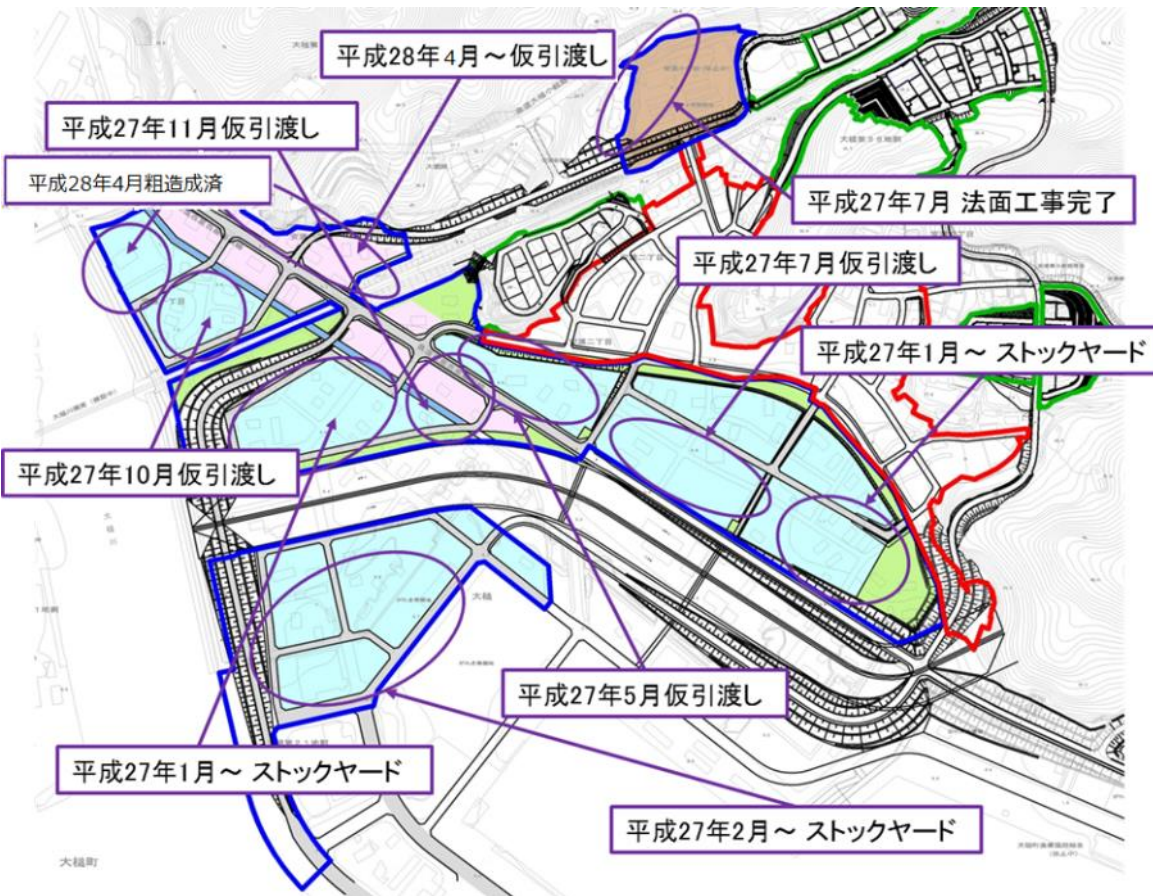 平成28年4月～仮引渡し
平成27年11月仮引渡し
平成28年4月粗造成済
平成27年7月 法面工事完了
平成27年7月仮引渡し
平成27年1月～ ストックヤード
平成27年10月仮引渡し
平成27年5月仮引渡し
平成27年1月～ ストックヤード
平成27年2月～ ストックヤード
大槌
大槌町